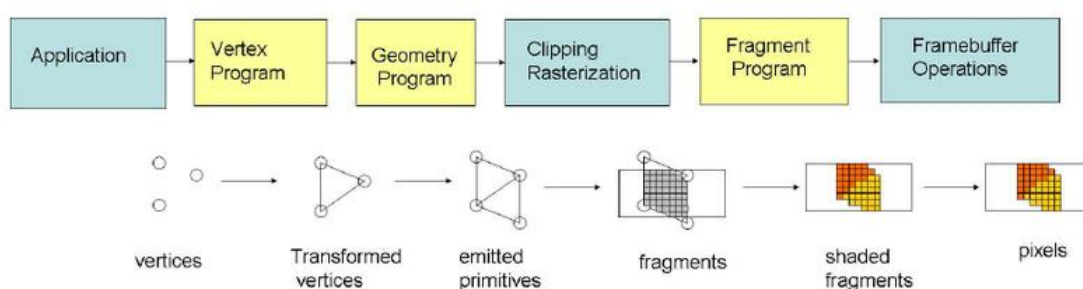 Application
Vertex
Program
Geometry
Program
Clipping
Rasterization
Fragment
Program
Framebuffer
Operations
vertices
Transformed
vertices
emitted
primitives
fragments
shaded
fragments
pixels